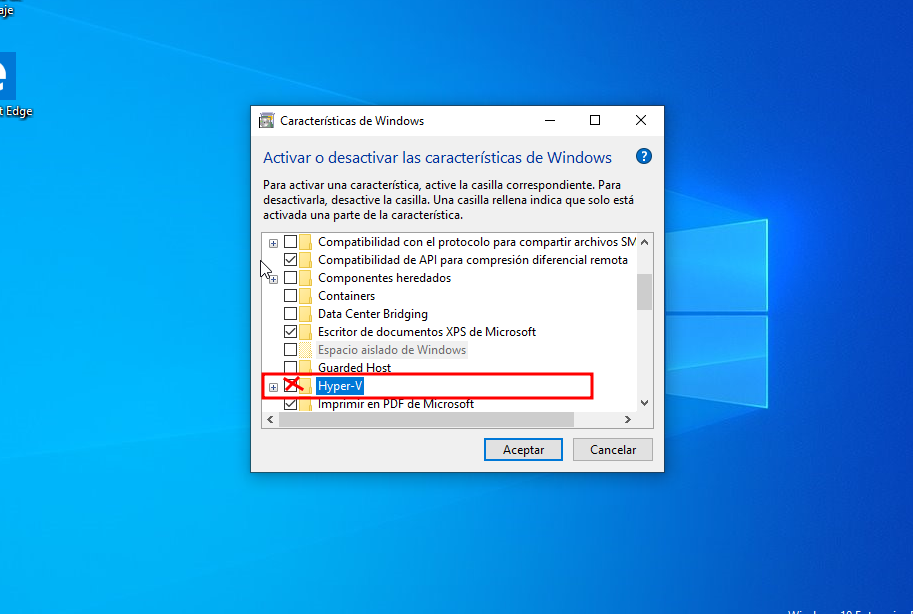 aje
t Edge
Características de Windows
Activar o desactivar las características de Windows
Para activar una característica, active la casilla correspondiente. Para
desactivarla, desactive la casilla. Una casilla rellena indica que solo está
activada una parte de la característica.
Compatibilidad con el protocolo para compartir archivos SM
Compatibilidad de API para compresión diferencial remota
Componentes heredados
Containers
Data Center Bridging
Escritor de documentos XPS de Microsoft
Espacio aislado de Windows
Guarded Host
Hyper-V
Imprimir en PDF de Microsoft
Aceptar
Cancelar